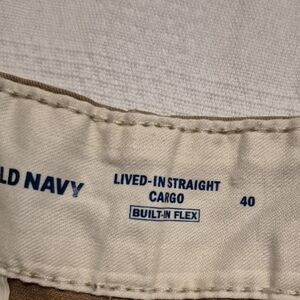 LD NAVY
LIVED-IN STRAIGHT
CARGO
BUILT-IN FLEX
40